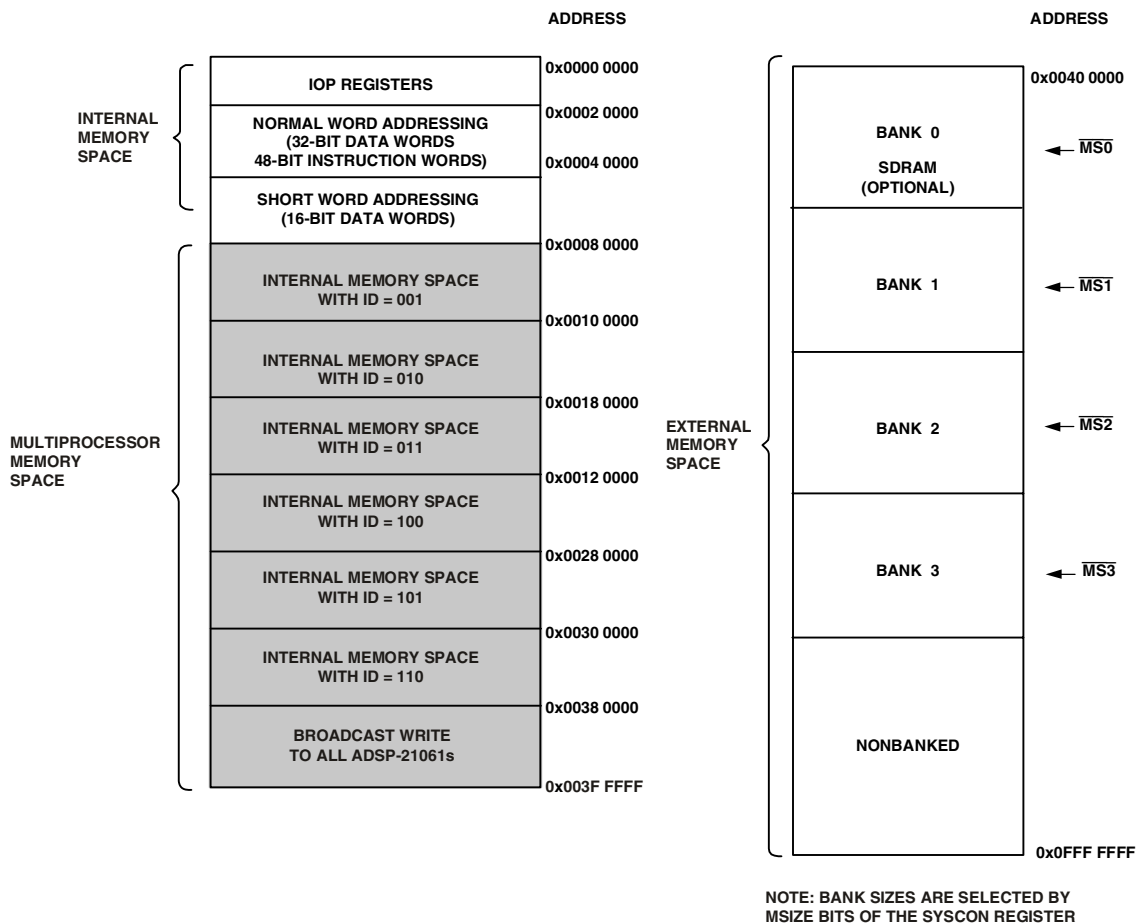 ADDRESS
0x0000 0000
IOP REGISTERS
0x0002 0000
INTERNAL
MEMORY
SPACE
NORMAL WORD ADDRESSING
(32-BIT DATA WORDS
48-BIT INSTRUCTION WORDS)
0x0004 0000
SHORT WORD ADDRESSING
(16-BIT DATA WORDS)
0x0008 0000
INTERNAL MEMORY SPACE
WITH ID = 001
0x0010 0000
INTERNAL MEMORY SPACE
WITH ID = 010
0x0018 0000
MULTIPROCESSOR
MEMORY
SPACE
INTERNAL MEMORY SPACE
WITH ID = 011
0x0012 0000
INTERNAL MEMORY SPACE
WITH ID = 100
0x0028 0000
INTERNAL MEMORY SPACE
WITH ID = 101
0x0030 0000
INTERNAL MEMORY SPACE
WITH ID = 110
0x0038 0000
BROADCAST WRITE
TO ALL ADSP-21061s
0x003F FFFF
ADDRESS
0x0040 0000
BANK 0
MS0
SDRAM
(OPTIONAL)
BANK 1
MS1
EXTERNAL
MEMORY
SPACE
BANK 2
MS2
BANK 3
MS3
NONBANKED
0x0FFF FFFF
NOTE: BANK SIZES ARE SELECTED BY
MSIZE BITS OF THE SYSCON REGISTER